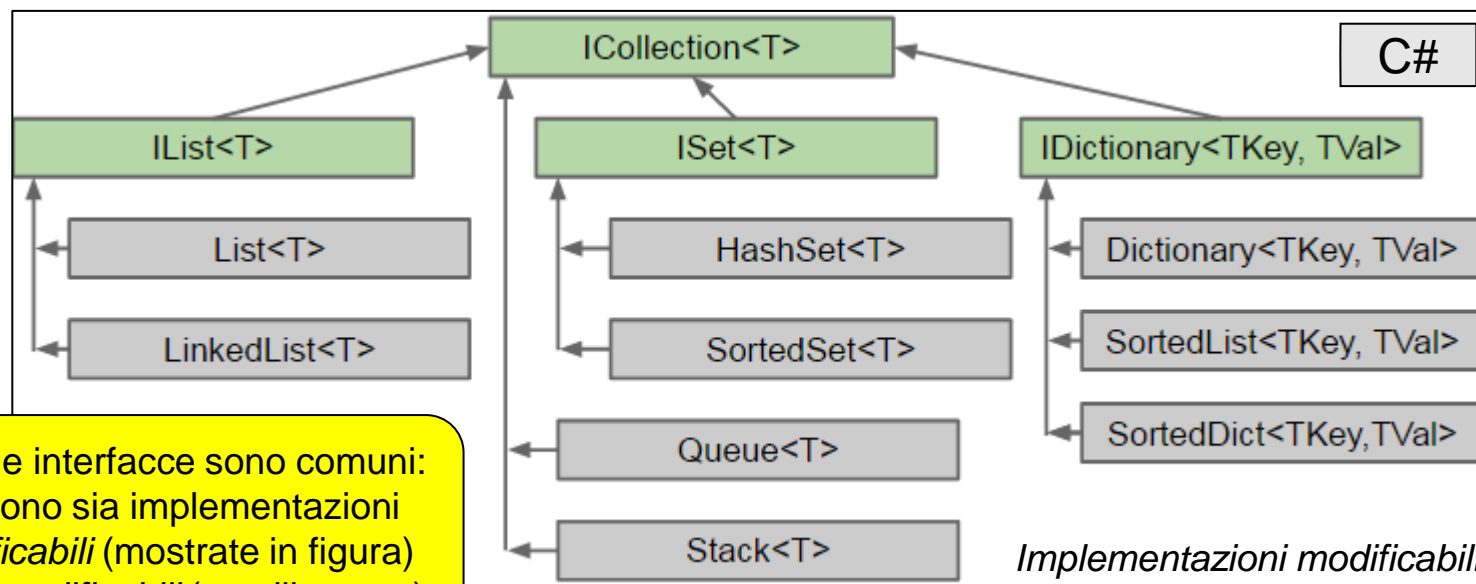 ICollection<T>
C#
IList<T>
ISet<T>
IDictionary<TKey, TVal>
List<T>
HashSet<T>
Dictionary<TKey, TVal>
LinkedList<T>
SortedSet<T>
SortedList<TKey, TVal>
Queue<T>
SortedDict<TKey,TVal>
Stack<T>
e interfacce sono comuni:
ono sia implementazioni
ficabili (mostrate in figura)
Implementazioni modificabili